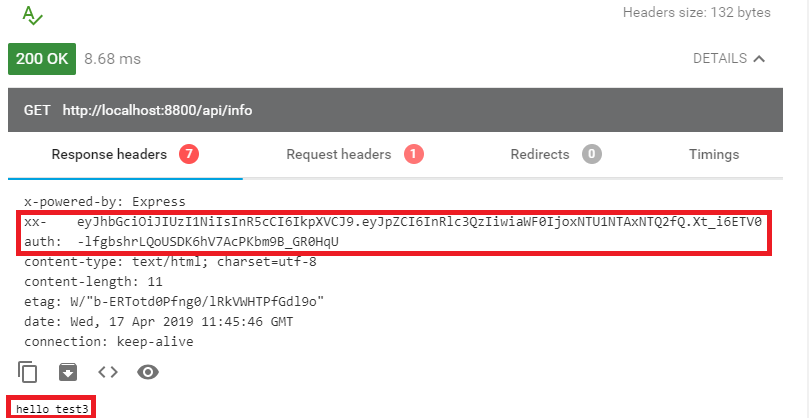 Headers size: 132 bytes
200 OK 8.68 ms DETAILS
GET http://localhost:8800/api/info
Response headers 7 Request headers 1 Redirects 0 Timings
x-powered-by: Express
xx- eyJhbGciOiJIUzI1NiIsInR5cCI6IkpXVCJ9.eyJpZCI6InRlc3QzIiwiaWF0IjoxNTU1NTAxNTQ2fQ.Xt_i6ETV0
auth: -lfgbshrLQoUSDK6hV7AcPKbm9B_GR0HqU
content-type: text/html; charset=utf-8
content-length: 11
etag: W/"b-ERTotd0Pfng0/lRkVWHTPfGdl9o"
date: Wed, 17 Apr 2019 11:45:46 GMT
connection: keep-alive
hello test3